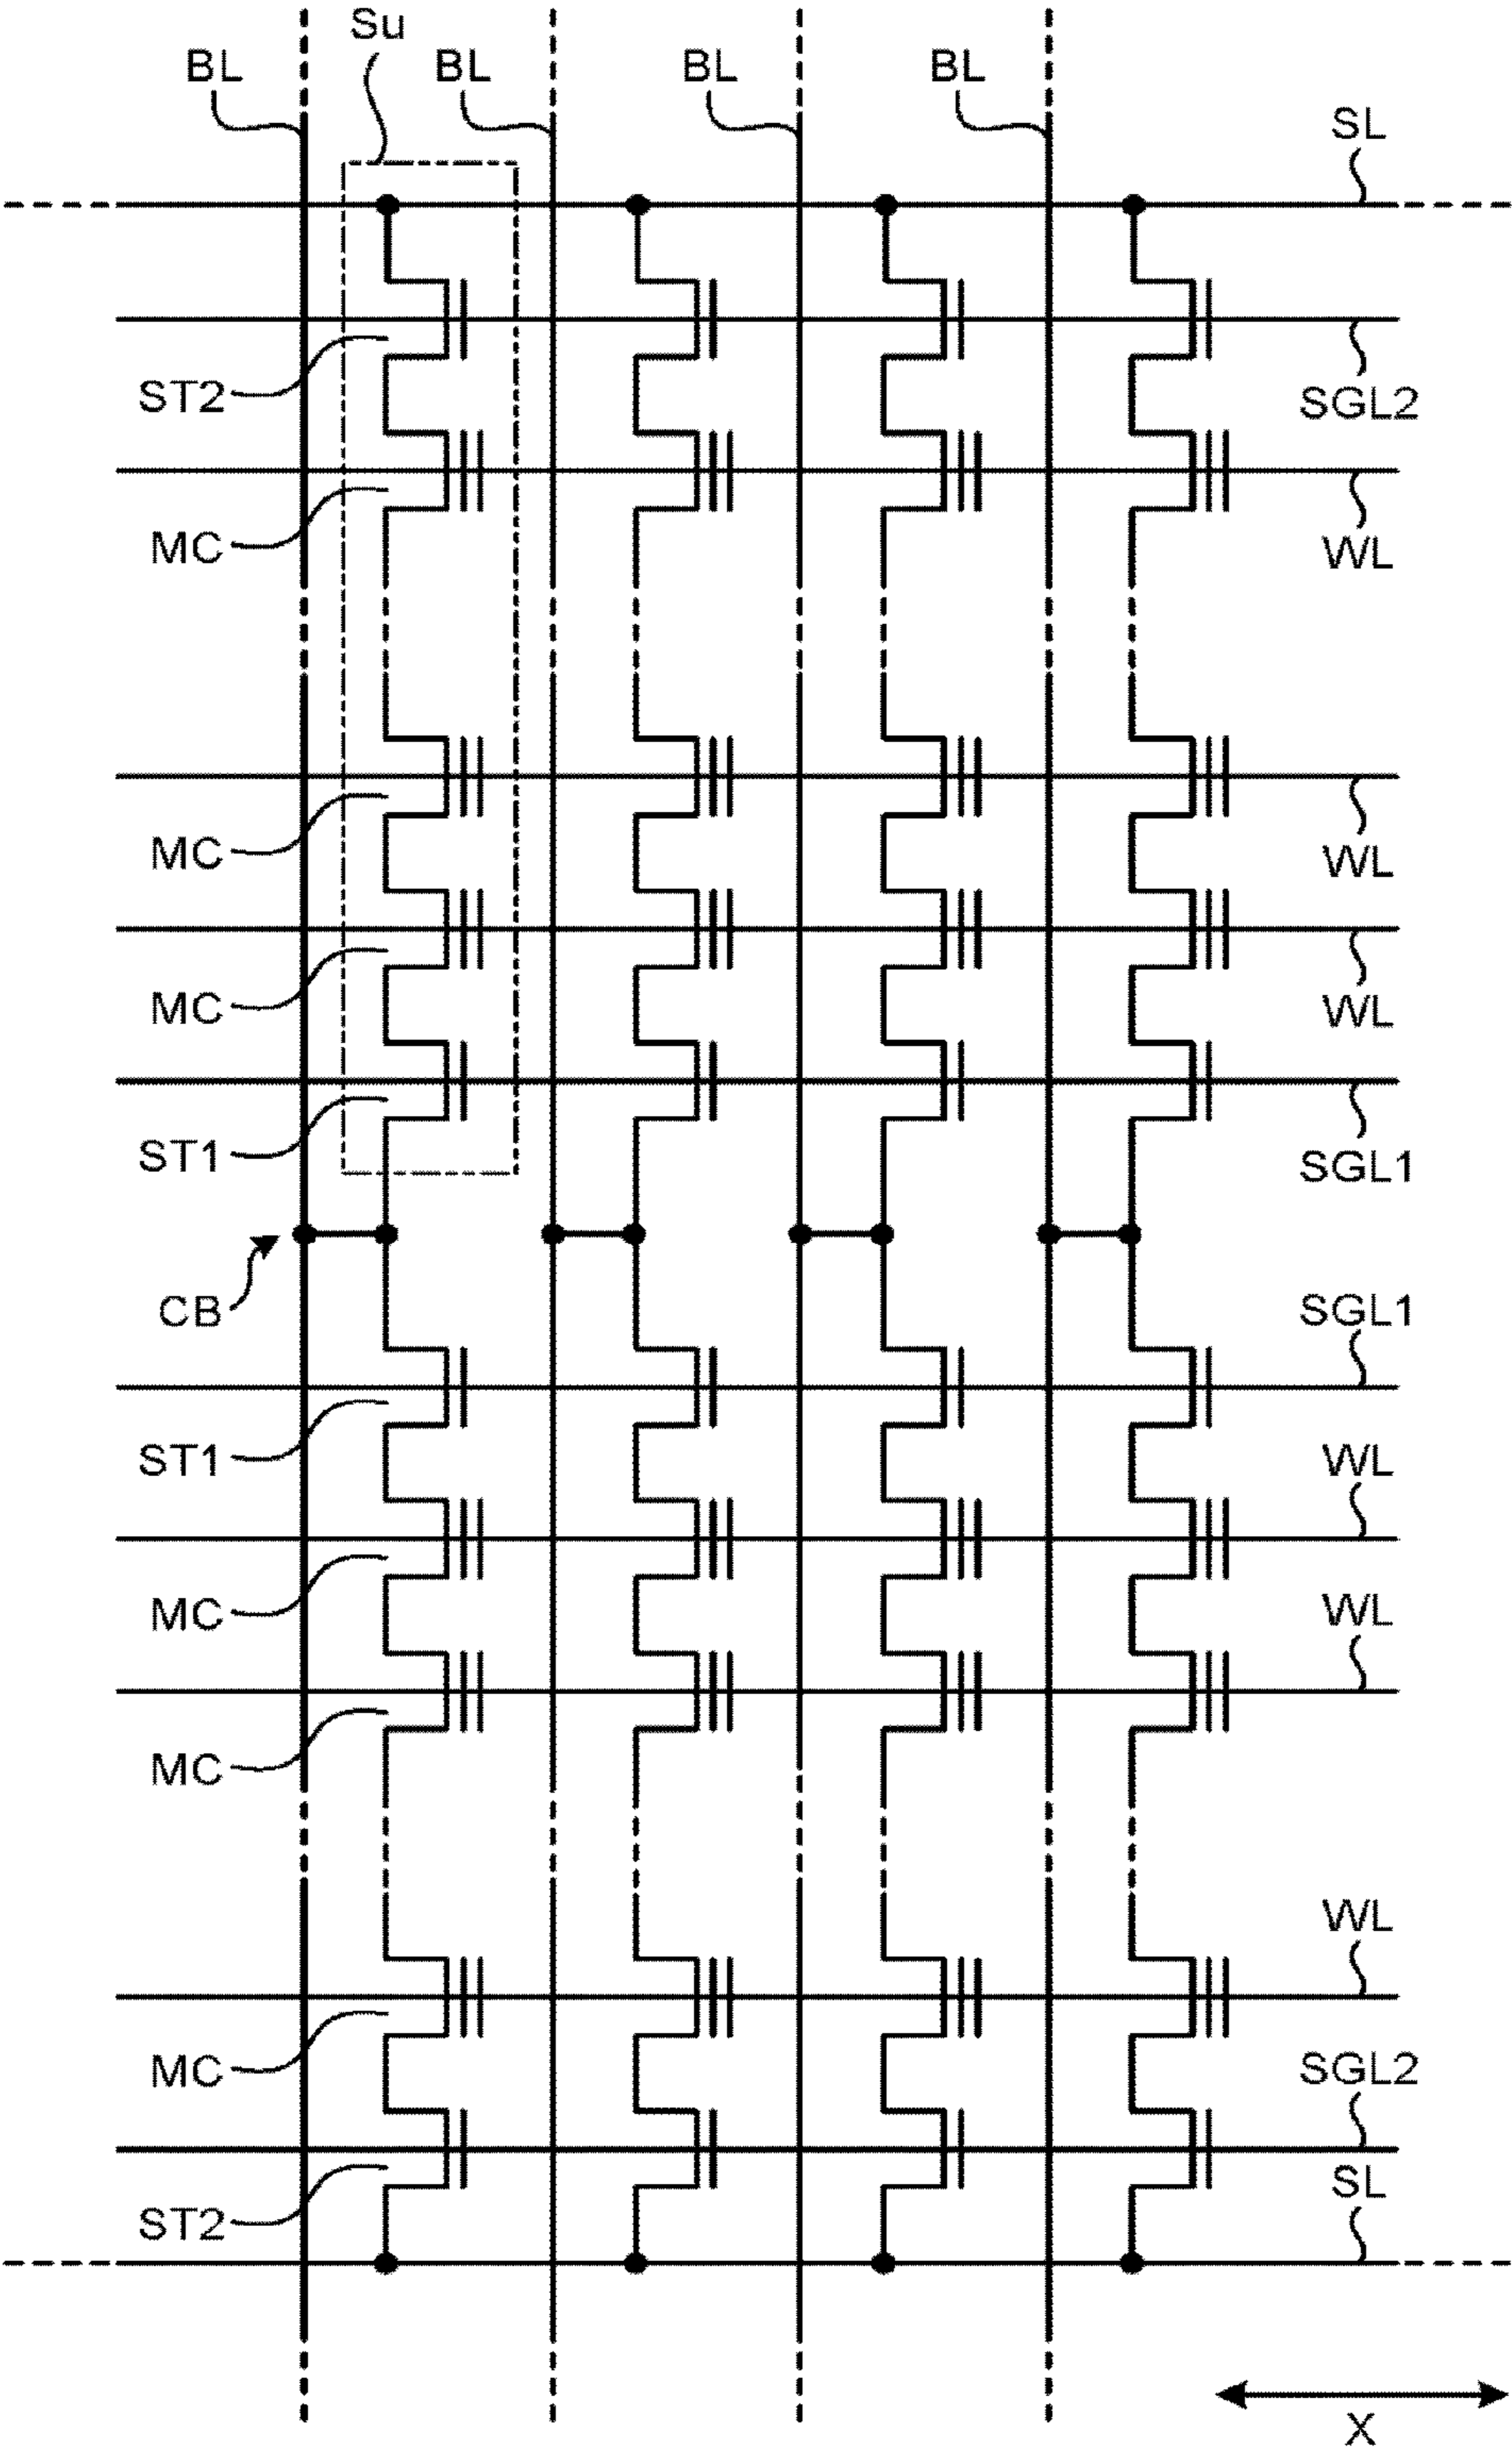 Su
BL BL BL BL
SL
ST2 SGL2
MC WL
MC WL
MC WL
ST1 SGL1
CB SGL1
ST1 WL
MC WL
MC
WL
MC SGL2
ST2 SL
X